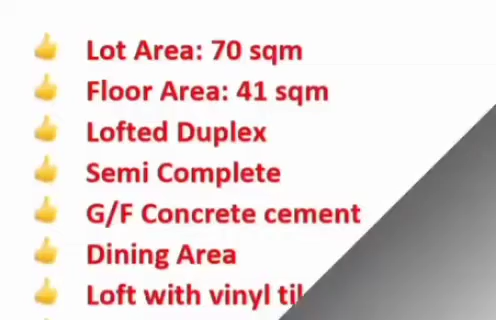 Lot Area: 70 sqm
Floor Area: 41 sqm
Lofted Duplex
Semi Complete
G/F Concrete cement
Dining Area
Loft with vinyl